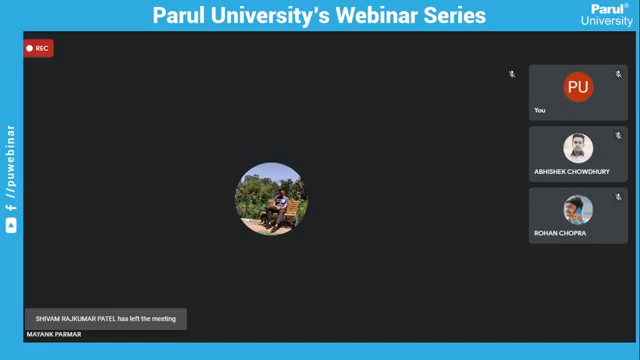 Parul University's Webinar Series
Parul®
University
REC
PU
You
ABHISHEK CHOWDHURY
ROHAN CHOPRA
//puwebinar
SHIVAM RAJKUMAR PATEL has left the meeting
MAYANK PARMAR